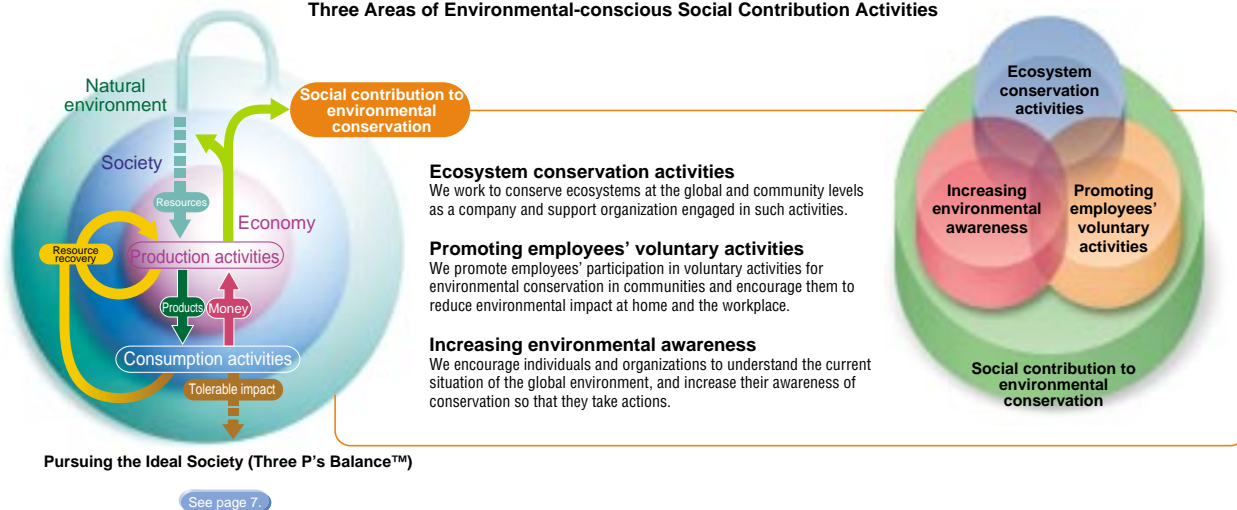 Three Areas of Environmental-conscious Social Contribution Activities
Natural
environment
Society
Resources
Economy
Resource
recovery
Production activities
Products
Money
Consumption activities
Tolerable impact
Social contribution to
environmental
conservation
Pursuing the Ideal Society (Three P's Balance™)
See page 7.
Ecosystem conservation activities
We work to conserve ecosystems at the global and community levels
as a company and support organization engaged in such activities.
Promoting employees' voluntary activities
We promote employees' participation in voluntary activities for
environmental conservation in communities and encourage them to
reduce environmental impact at home and the workplace.
Increasing environmental awareness
We encourage individuals and organizations to understand the current
situation of the global environment, and increase their awareness of
conservation so that they take actions.
Ecosystem
conservation
activities
Increasing
environmental
awareness
Promoting
employees'
voluntary
activities
Social contribution to
environmental
conservation